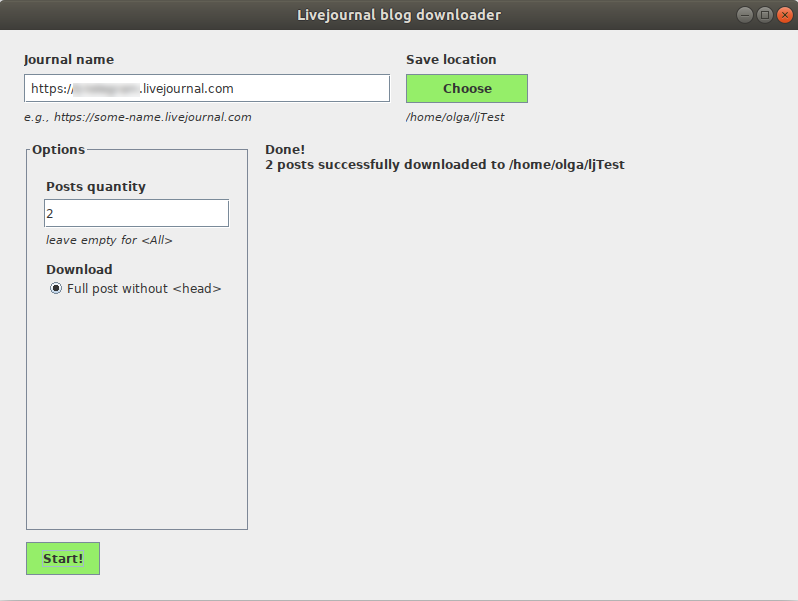 Livejournal blog downloader
Journal name
Save location
https://
.livejournal.com
Choose
e.g., https://some-name.livejournal.com
/home/olga/ljTest
Options
Done!
2 posts successfully downloaded to /home/olga/ljTest
Posts quantity
2
leave empty for <All>
Download
Full post without <head>
Start!